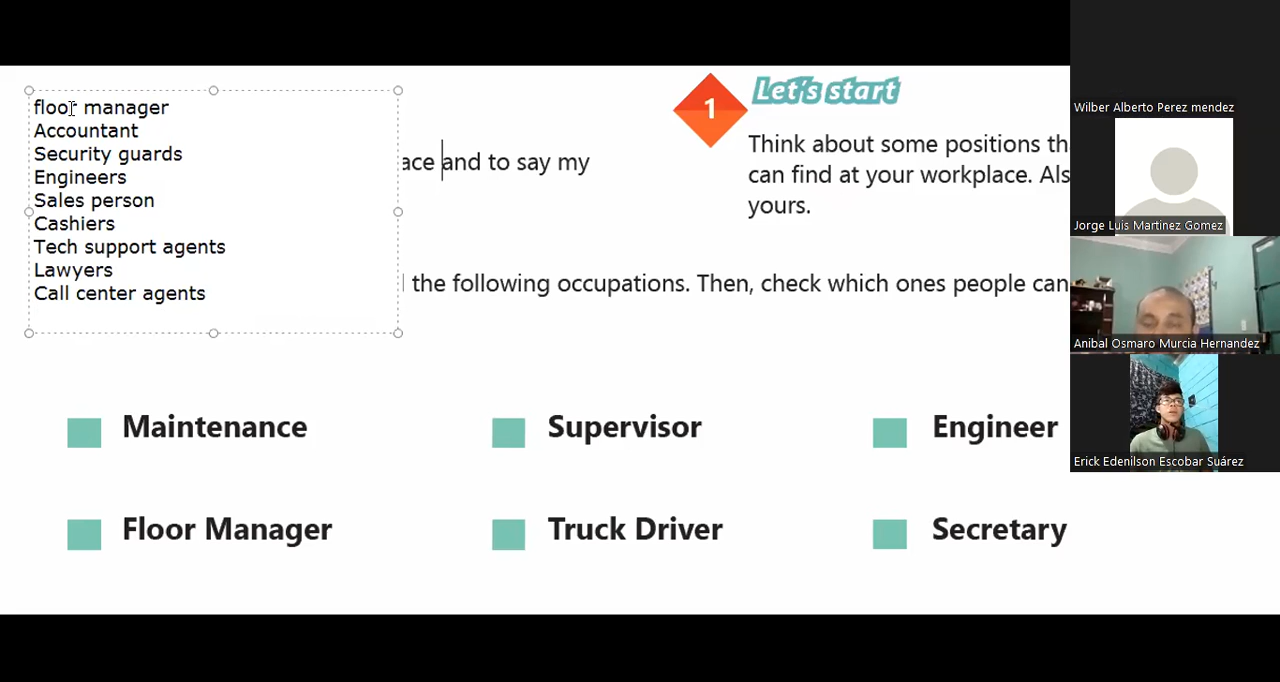 floor manager
Accountant
Security guards
Engineers
Sales person
Cashiers
Tech support agents
Lawyers
Call center agents
and to say my
1
Let's start
Think about some positions
can find at your workplace.
yours.
the following occupations. Then, check which ones people can
Maintenance
Supervisor
Engineer
Floor Manager
Truck Driver
Secretary
Wilber Alberto Perez mendez
Jorge Luis Martinez Gomez
Anibal Osmaro Murcia Hernandez
Erick Edenilson Escobar Suárez